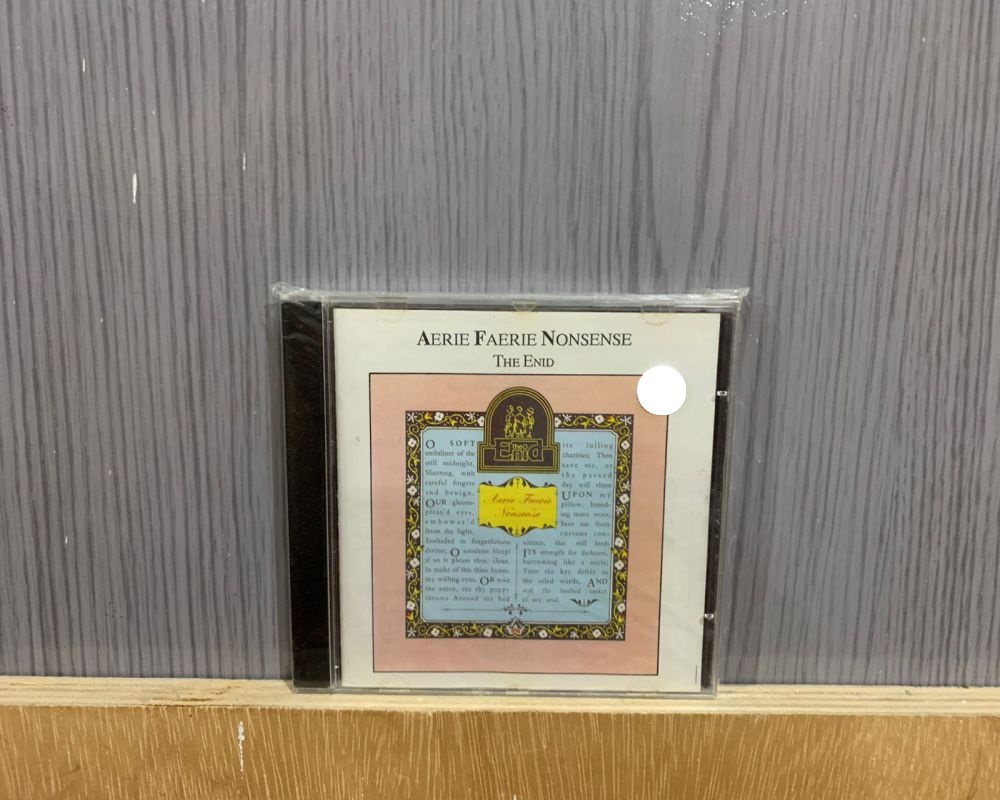 AERIE FAERIE NONSENSE
THE ENID
The Enid
Aerie Faerie
Nonsense
O SOFT
embalmer of the
still midnight,
Shutting, with
careful fingers
and benign,
OUR gloom-
pleas'd eyes,
embower'd
from the light,
Enshaded in forgetfulness
divine; O soothest Sleep!
if so it please thee, close,
In midst of this thine hymn,
my willing eyes, OR wait
the amen, ere thy poppy
throws Around my bed
its lulling
charities; Then
save me, or
the passed
day will shine
UPON my
pillow, breed-
ing many woes;
Save me from
curious con-
science, that still lords
ITS strength for darkness,
burrowing like a mole;
Turn the key deftly in
the oiled wards, AND
seal the hushed casket
of my soul.